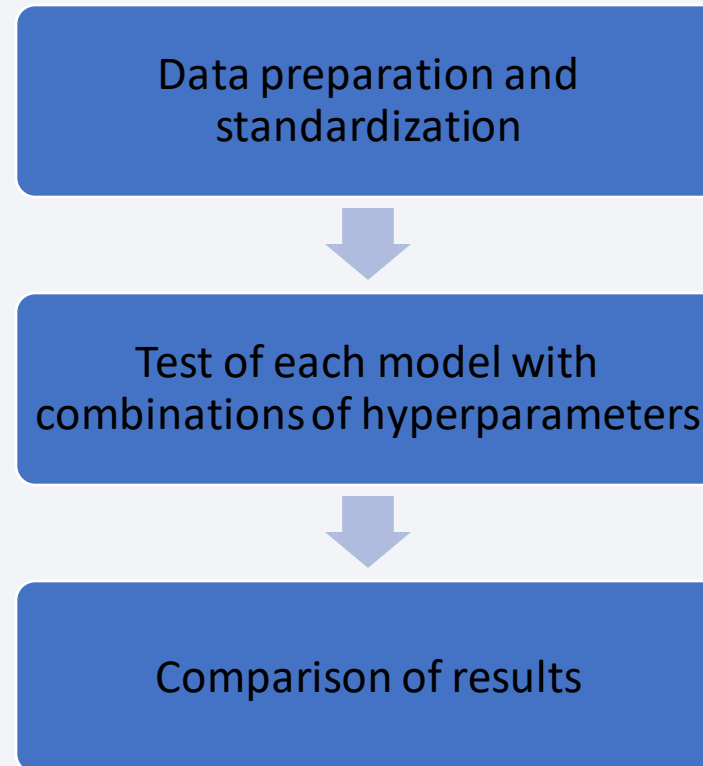 Data preparation and
standardization
Test of each model with
combinations of hyperparameters
Comparison of results